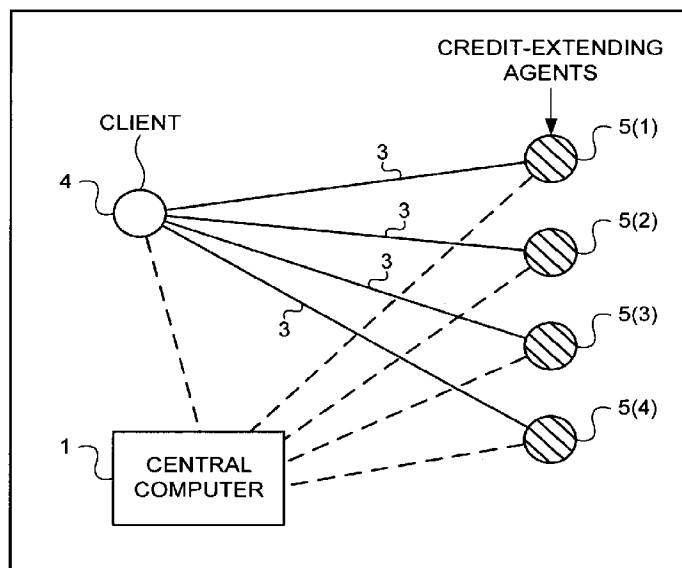 CREDIT-EXTENDING
AGENTS
CLIENT
4
3
5(1)
3
5(2)
3
3
5(3)
5(4)
1
CENTRAL
COMPUTER